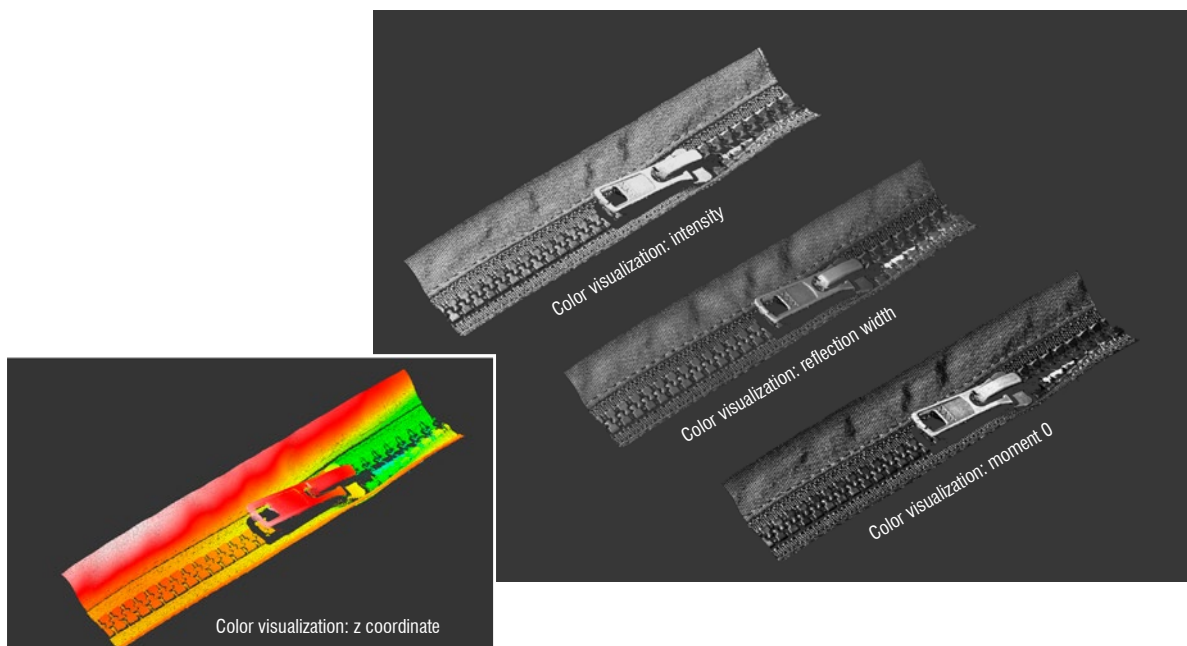 Color visualization: intensity
Color visualization: reflection width
Color visualization: moment 0
Color visualization: z coordinate